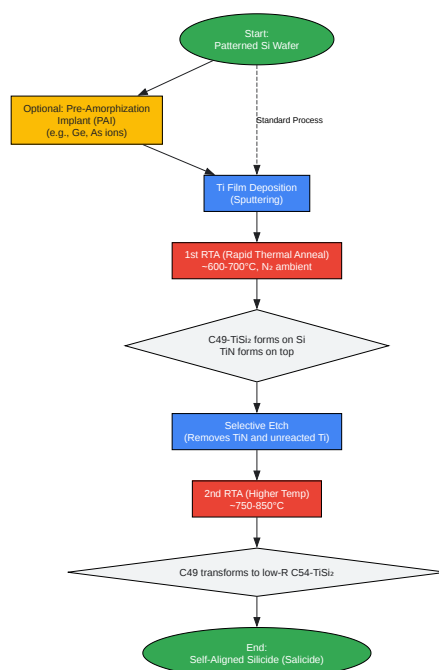 Start:
Patterned Si Wafer
Optional: Pre-Amorphization
Implant (PAI)
(e.g., Ge, As ions)
Standard Process
Ti Film Deposition
(Sputtering)
1st RTA (Rapid Thermal Anneal)
~600-700°C, N₂ ambient
C49-TiSi₂ forms on Si
TiN forms on top
Selective Etch
(Removes TiN and unreacted Ti)
2nd RTA (Higher Temp)
~750-850°C
C49 transforms to low-R C54-TiSi₂
End:
Self-Aligned Silicide (Salicide)